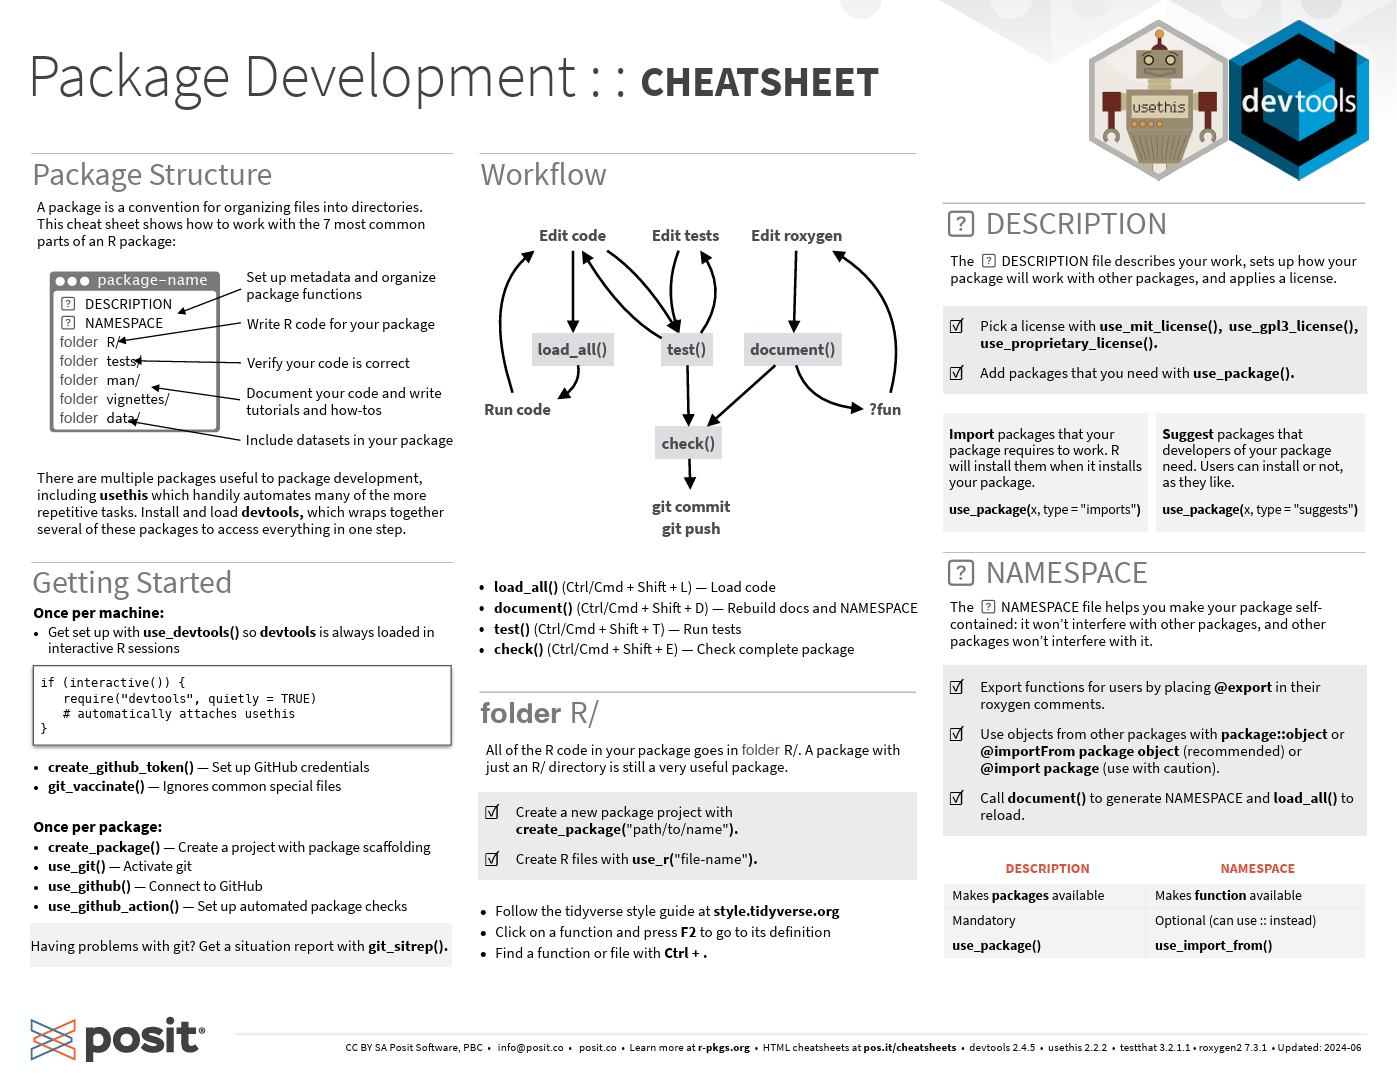 Package Development : : CHEATSHEET
usethis
devtools
Package Structure
A package is a convention for organizing files into directories.
This cheat sheet shows how to work with the 7 most common
parts of an R package:
package-name
? DESCRIPTION
? NAMESPACE
folder R/
folder tests/
folder man/
folder vignettes/
folder data/
Set up metadata and organize
package functions
Write R code for your package
Verify your code is correct
Document your code and write
tutorials and how-tos
Include datasets in your package
There are multiple packages useful to package development,
including usethis which handily automates many of the more
repetitive tasks. Install and load devtools, which wraps together
several of these packages to access everything in one step.
Getting Started
Once per machine:
• Get set up with use_devtools() so devtools is always loaded in
interactive R sessions
if (interactive()) {
require("devtools", quietly = TRUE)
# automatically attaches usethis
}
• create_github_token() — Set up GitHub credentials
• git_vaccinate() — Ignores common special files
Once per package:
• create_package() — Create a project with package scaffolding
• use_git() — Activate git
• use_github() — Connect to GitHub
• use_github_action() — Set up automated package checks
Having problems with git? Get a situation report with git_sitrep().
Workflow
Edit code Edit tests Edit roxygen
load_all() test() document()
Run code ?fun
check()
git commit
git push
• load_all() (Ctrl/Cmd + Shift + L) — Load code
• document() (Ctrl/Cmd + Shift + D) — Rebuild docs and NAMESPACE
• test() (Ctrl/Cmd + Shift + T) — Run tests
• check() (Ctrl/Cmd + Shift + E) — Check complete package
folder R/
All of the R code in your package goes in folder R/. A package with
just an R/ directory is still a very useful package.
☑ Create a new package project with
create_package("path/to/name").
☑ Create R files with use_r("file-name").
• Follow the tidyverse style guide at style.tidyverse.org
• Click on a function and press F2 to go to its definition
• Find a function or file with Ctrl + .
? DESCRIPTION
The ? DESCRIPTION file describes your work, sets up how your
package will work with other packages, and applies a license.
☑ Pick a license with use_mit_license(), use_gpl3_license(),
use_proprietary_license().
☑ Add packages that you need with use_package().
Import packages that your
package requires to work. R
will install them when it installs
your package.
use_package(x, type = "imports")
Suggest packages that
developers of your package
need. Users can install or not,
as they like.
use_package(x, type = "suggests")
? NAMESPACE
The ? NAMESPACE file helps you make your package self-
contained: it won’t interfere with other packages, and other
packages won’t interfere with it.
☑ Export functions for users by placing @export in their
roxygen comments.
☑ Use objects from other packages with package::object or
@importFrom package object (recommended) or
@import package (use with caution).
☑ Call document() to generate NAMESPACE and load_all() to
reload.
DESCRIPTION NAMESPACE
Makes packages available Makes function available
Mandatory Optional (can use :: instead)
use_package() use_import_from()
posit®
CC BY SA Posit Software, PBC • info@posit.co • posit.co • Learn more at r-pkgs.org • HTML cheatsheets at pos.it/cheatsheets • devtools 2.4.5 • usethis 2.2.2 • testthat 3.2.1.1 • roxygen2 7.3.1 • Updated: 2024-06